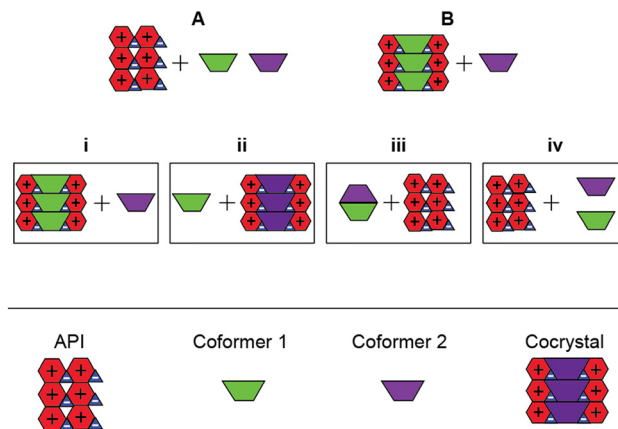 A B
+ +
i ii iii iv
+ + + +
API Coformer 1 Coformer 2 Cocrystal